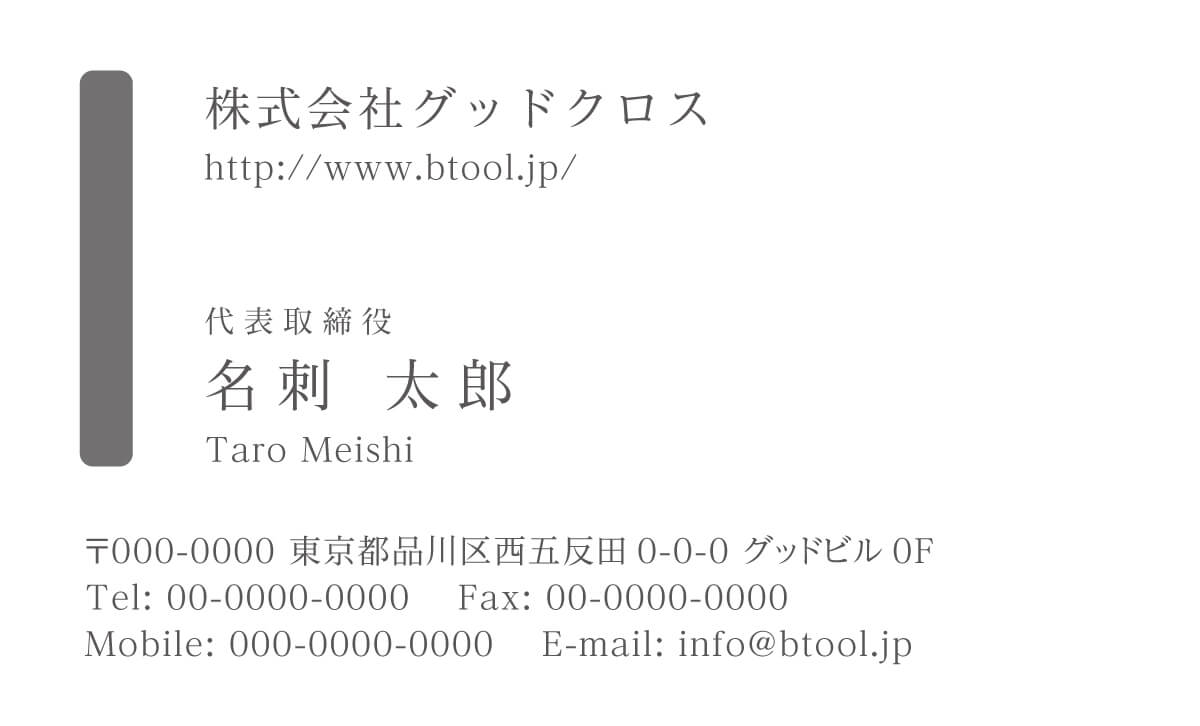 株式会社グッドクロス
http://www.btool.jp/
代表取締役
名刺 太郎
Taro Meishi
〒000-0000 東京都品川区西五反田 0-0-0 グッドビル 0F
Tel: 00-0000-0000 Fax: 00-0000-0000
Mobile: 000-0000-0000 E-mail: info@btool.jp